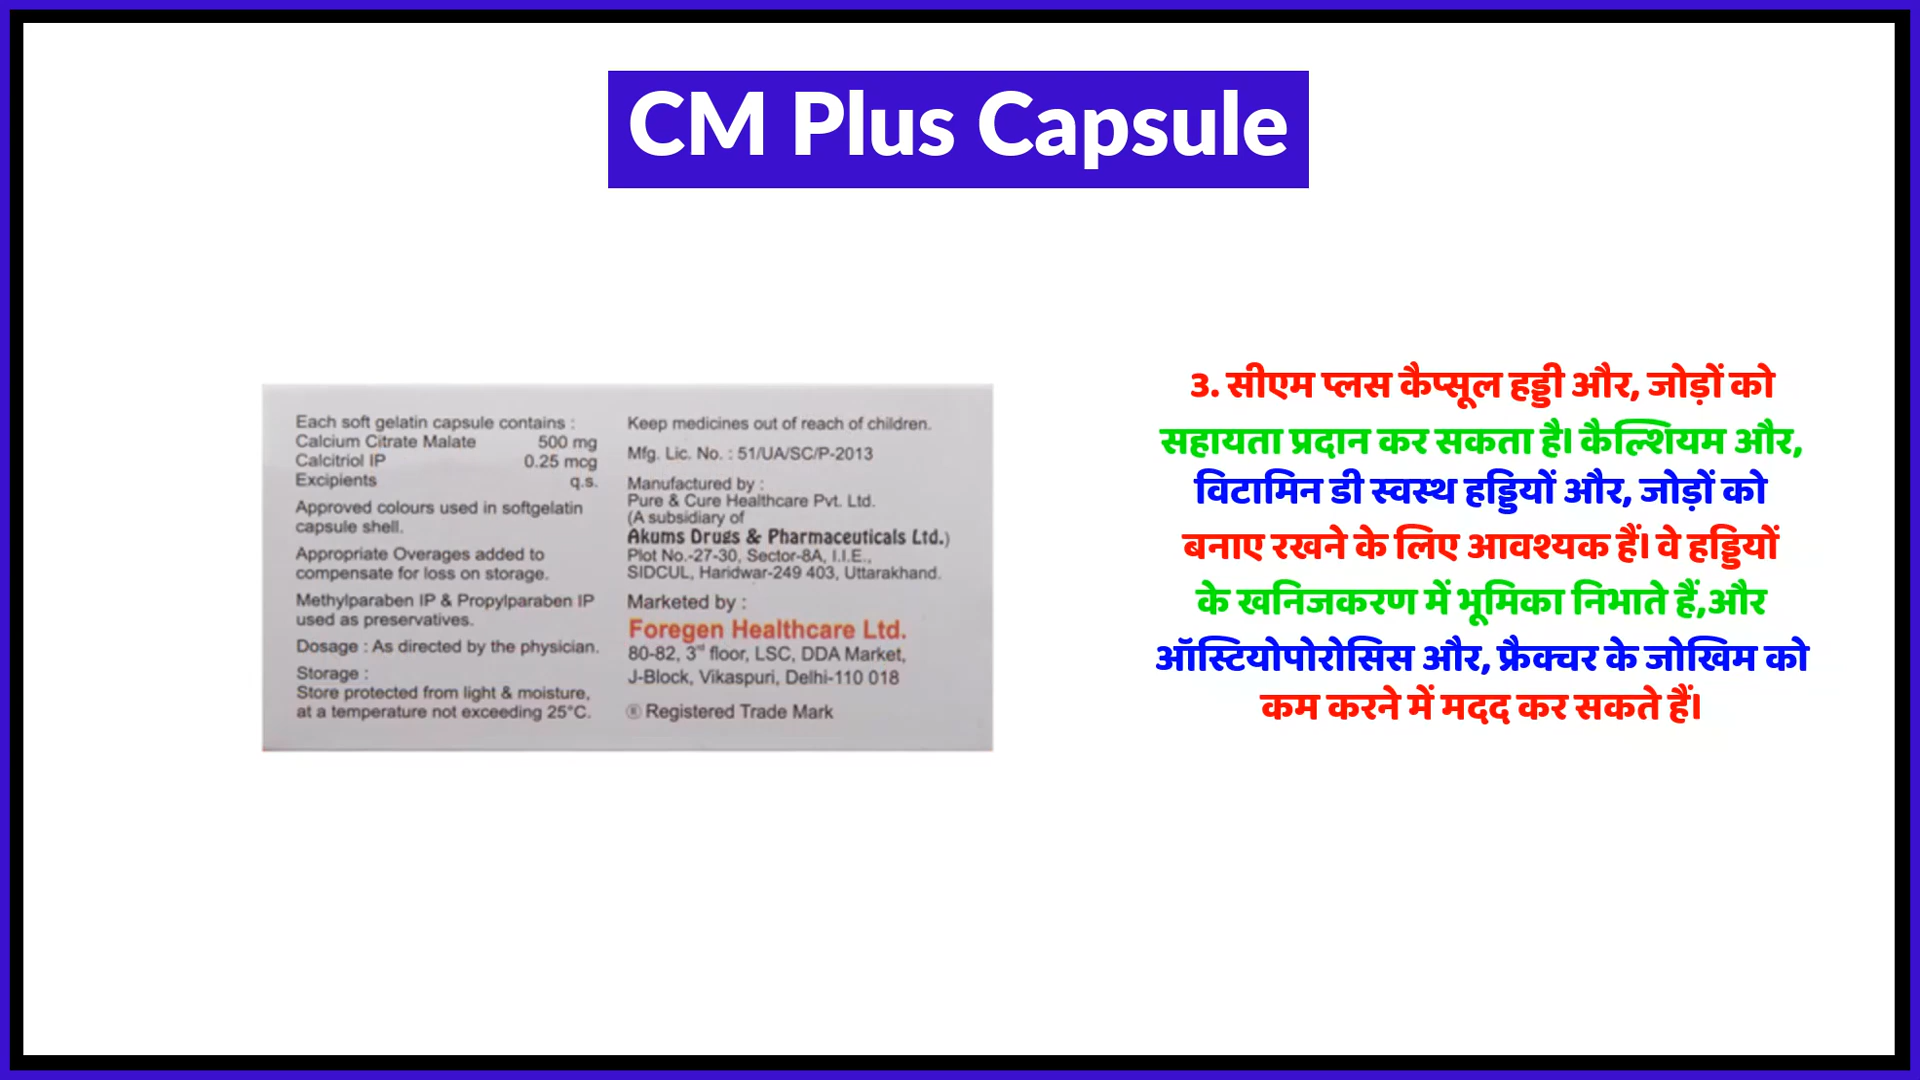 CM Plus Capsule
Each soft gelatin capsule contains :
Calcium Citrate Malate 500 mg
Calcitriol IP 0.25 mcg
Excipients q.s.
Approved colours used in softgelatin
capsule shell.
Appropriate Overages added to
compensate for loss on storage.
Methylparaben IP & Propylparaben IP
used as preservatives.
Dosage : As directed by the physician.
Storage :
Store protected from light & moisture,
at a temperature not exceeding 25°C.
Keep medicines out of reach of children.
Mfg. Lic. No. : 51/UA/SC/P-2013
Manufactured by :
Pure & Cure Healthcare Pvt. Ltd.
(A subsidiary of
Akums Drugs & Pharmaceuticals Ltd.)
Plot No.-27-30, Sector-8A, I.I.E.,
SIDCUL, Haridwar-249 403, Uttarakhand.
Marketed by :
Foregen Healthcare Ltd.
80-82, 3rd floor, LSC, DDA Market,
J-Block, Vikaspuri, Delhi-110 018
® Registered Trade Mark
3. सीएम प्लस कैप्सूल हड्डी और, जोड़ों को
सहायता प्रदान कर सकता है। कैल्शियम और,
विटामिन डी स्वस्थ हड्डियों और, जोड़ों को
बनाए रखने के लिए आवश्यक हैं। वे हड्डियों
के खनिजकरण में भूमिका निभाते हैं,और
ऑस्टियोपोरोसिस और, फ्रैक्चर के जोखिम को
कम करने में मदद कर सकते हैं।